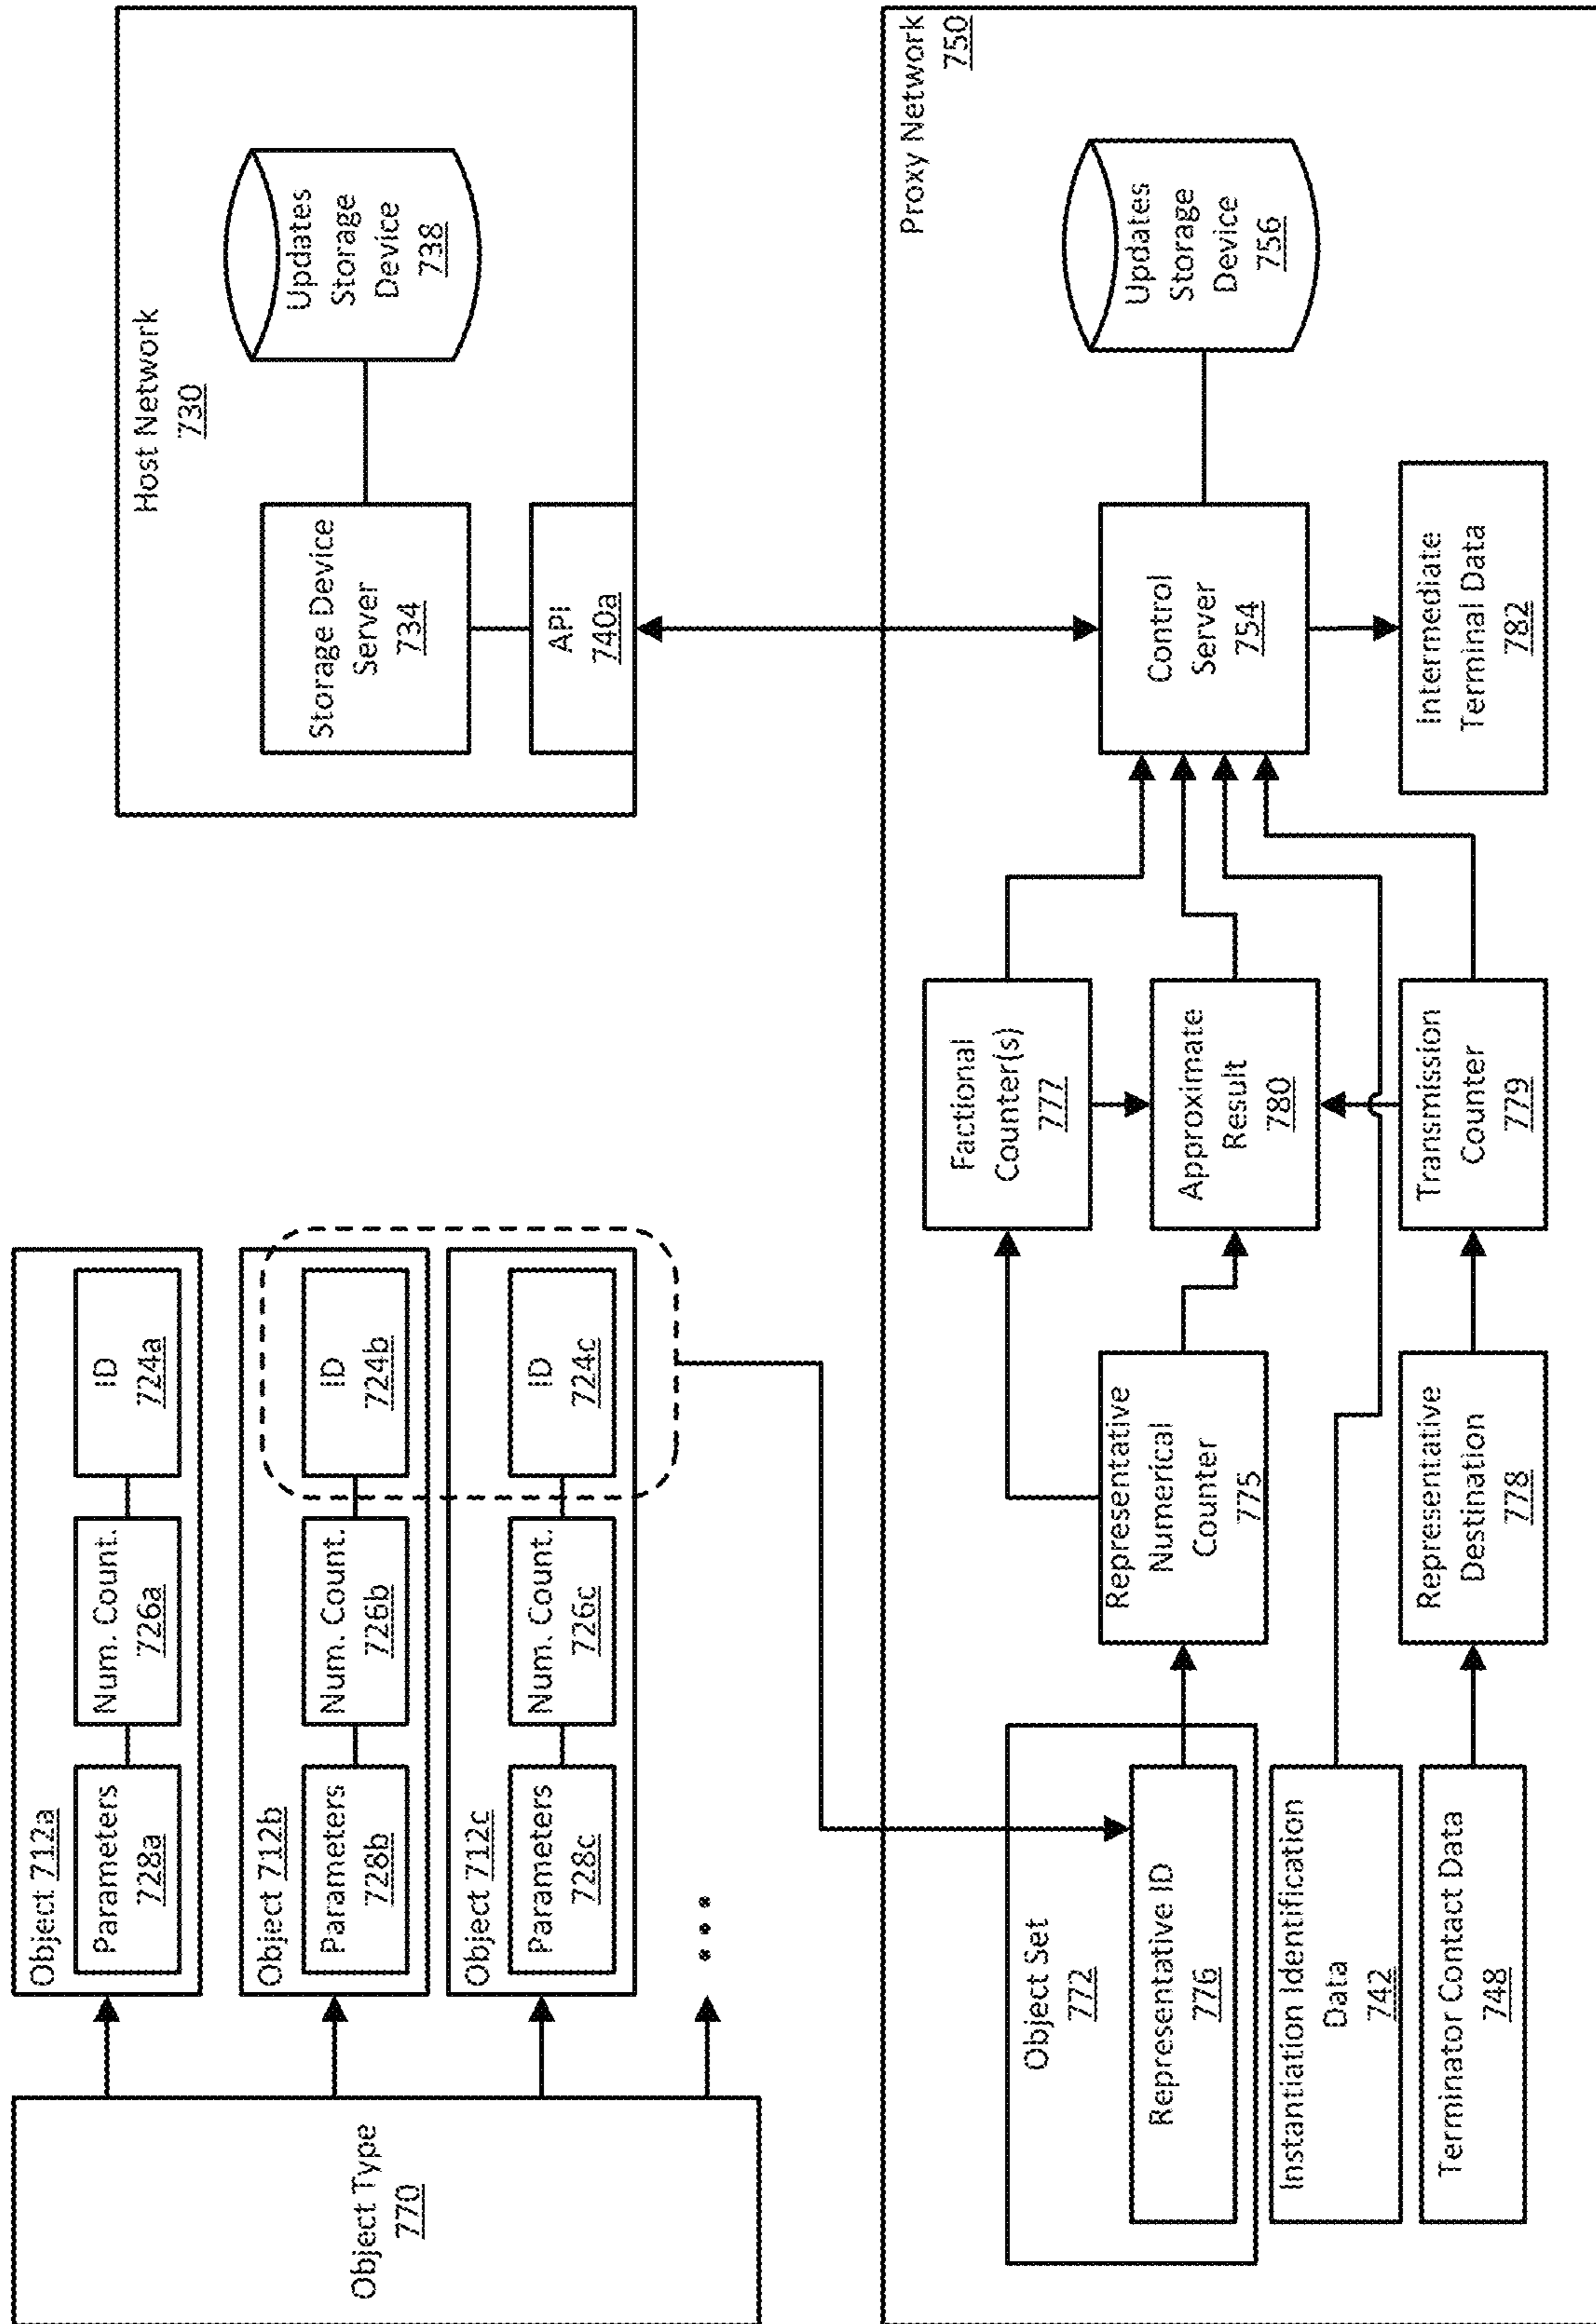 Object Type
770
Object 712a
Parameters
728a
Num. Count.
726a
ID
724a
Object 712b
Parameters
728b
Num. Count.
726b
ID
724b
Object 712c
Parameters
728c
Num. Count.
726c
ID
724c
...
Host Network
730
Storage Device
Server
734
Updates
Storage
Device
738
API
740a
Proxy Network
750
Object Set
772
Representative ID
776
Instantiation Identification
Data
742
Terminator Contact Data
748
Representative
Numerical
Counter
775
Representative
Destination
778
Factional
Counter(s)
777
Approximate
Result
780
Transmission
Counter
779
Control
Server
754
Updates
Storage
Device
756
Intermediate
Terminal Data
782